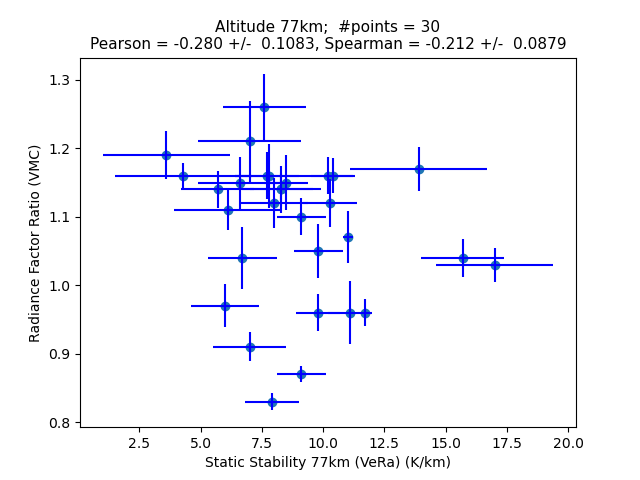 Altitude 77km;  #points = 30
Pearson = -0.280 +/-  0.1083, Spearman = -0.212 +/-  0.0879
1.3
1.2
1.1
1.0
0.9
0.8
Radiance Factor Ratio (VMC)
2.5 5.0 7.5 10.0 12.5 15.0 17.5 20.0
Static Stability 77km (VeRa) (K/km)